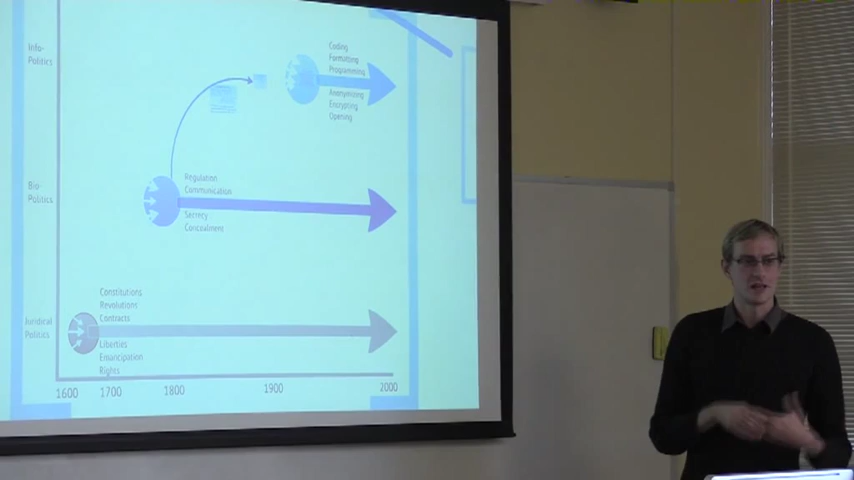 Info-
Politics
Coding
Formatting
Programming
Anonymizing
Encrypting
Opening
Bio-
Politics
Regulation
Communication
Secrecy
Concealment
Juridical
Politics
Constitutions
Revolutions
Contracts
Liberties
Emancipation
Rights
1600
1700
1800
1900
2000